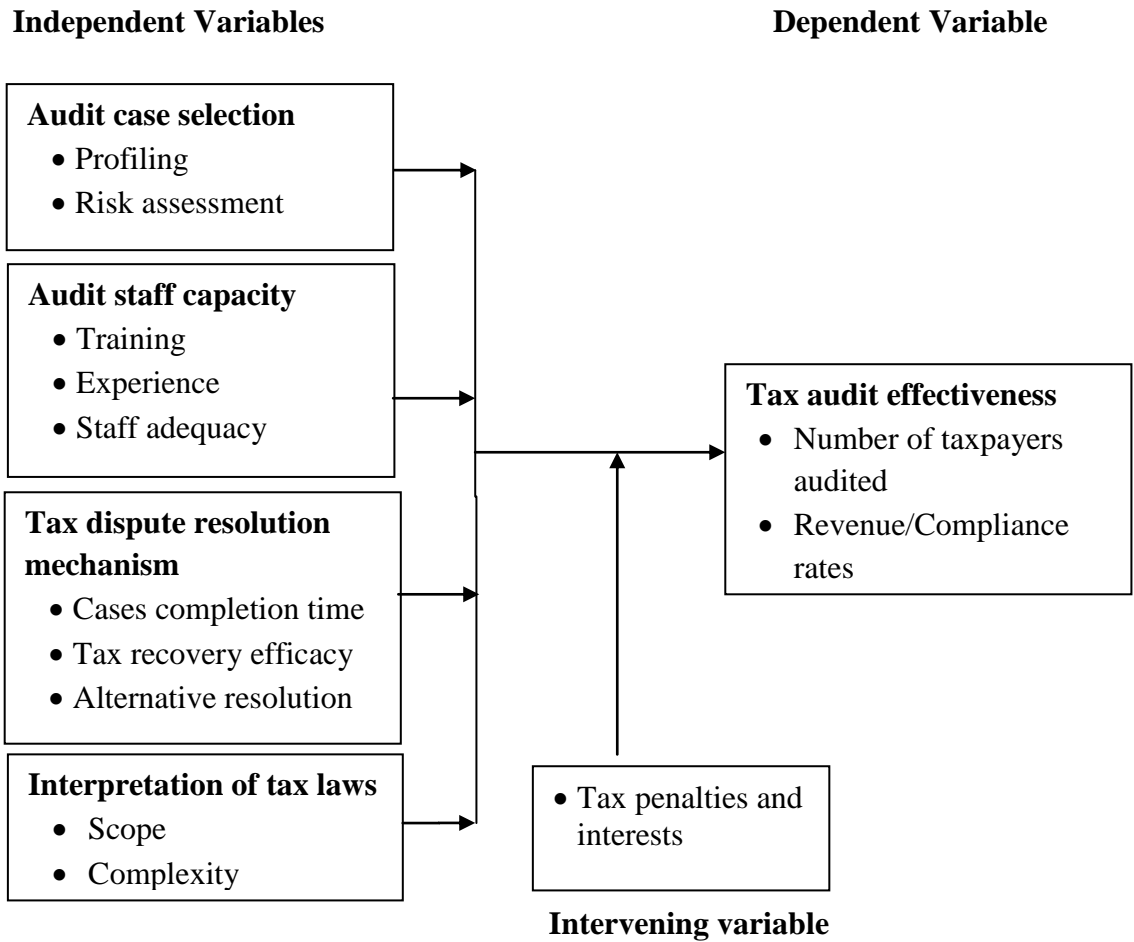 Independent Variables
Dependent Variable
Audit case selection
• Profiling
• Risk assessment
Audit staff capacity
• Training
• Experience
• Staff adequacy
Tax dispute resolution
mechanism
• Cases completion time
• Tax recovery efficacy
• Alternative resolution
Interpretation of tax laws
• Scope
• Complexity
Tax audit effectiveness
• Number of taxpayers
audited
• Revenue/Compliance
rates
• Tax penalties and
interests
Intervening variable